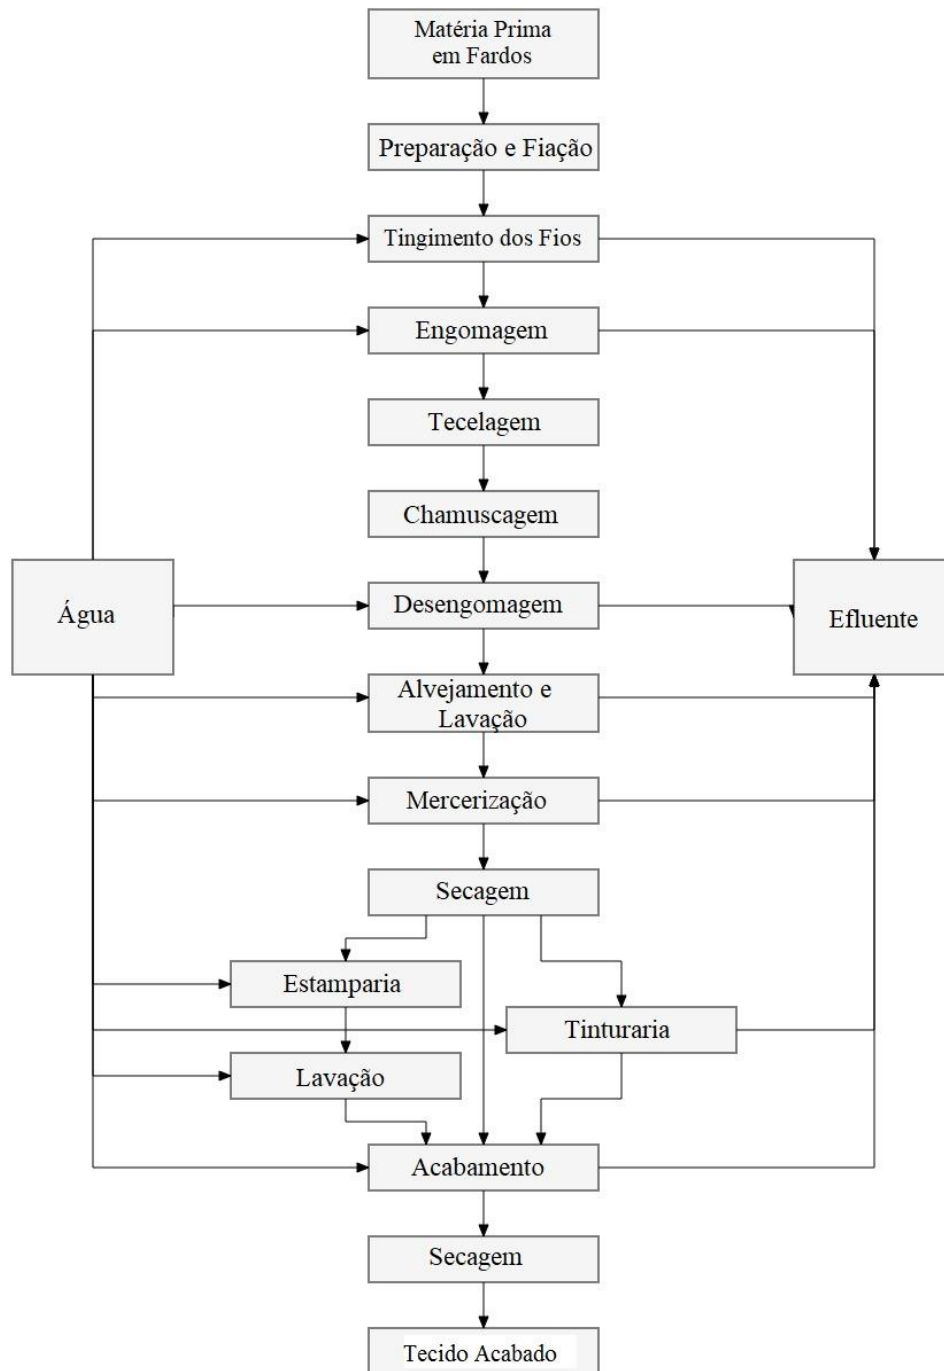 Matéria Prima
em Fardos
Preparação e Fiação
Tingimento dos Fios
Engomagem
Tecelagem
Chamuscagem
Água
Desengomagem
Efluente
Alvejamento e
Lavação
Mercerização
Secagem
Estamparia
Tinturaria
Lavação
Acabamento
Secagem
Tecido Acabado